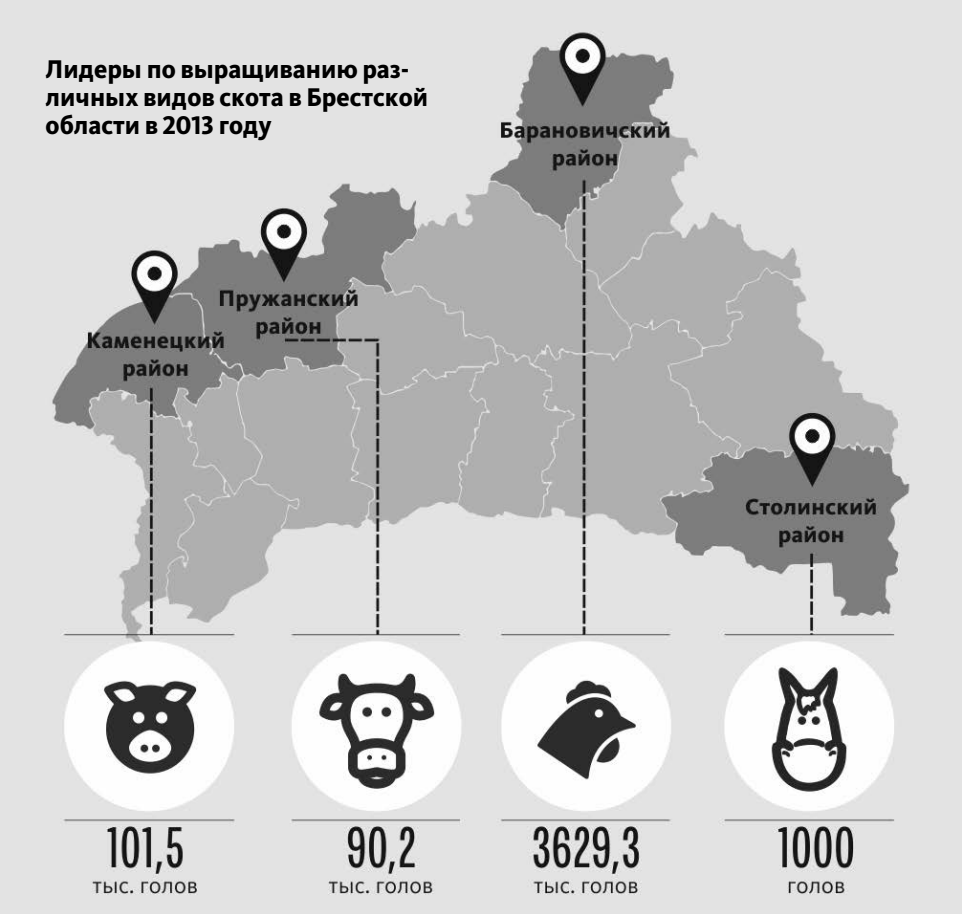 Лидеры по выращиванию раз-
личных видов скота в Брестской
области в 2013 году
Барановичский
район
Пружанский
район
Каменецкий
район
Столинский
район
101,5
тыс. голов
90,2
тыс. голов
3629,3
тыс. голов
1000
голов